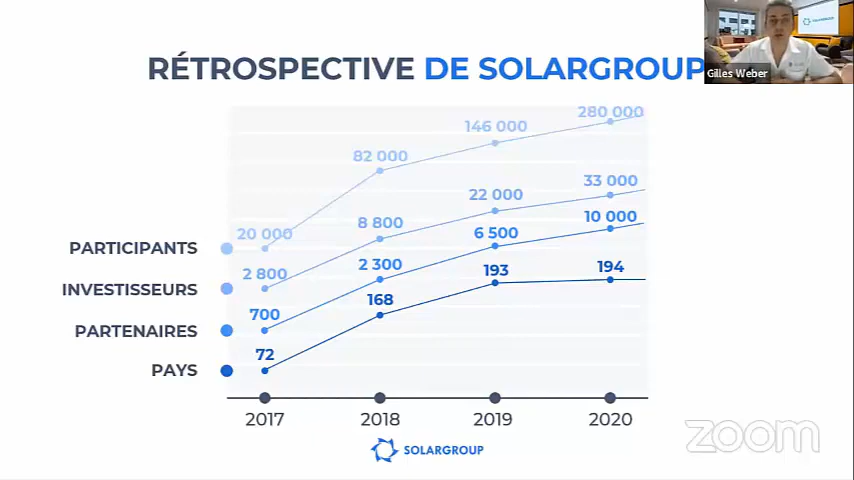 RÉTROSPECTIVE DE SOLARGROUP
Gilles Weber
280 000
146 000
82 000
20 000
33 000
22 000
8 800
2 800
10 000
6 500
2 300
700
194
193
168
72
PARTICIPANTS
INVESTISSEURS
PARTENAIRES
PAYS
2017 2018 2019 2020
SOLARGROUP
zoom